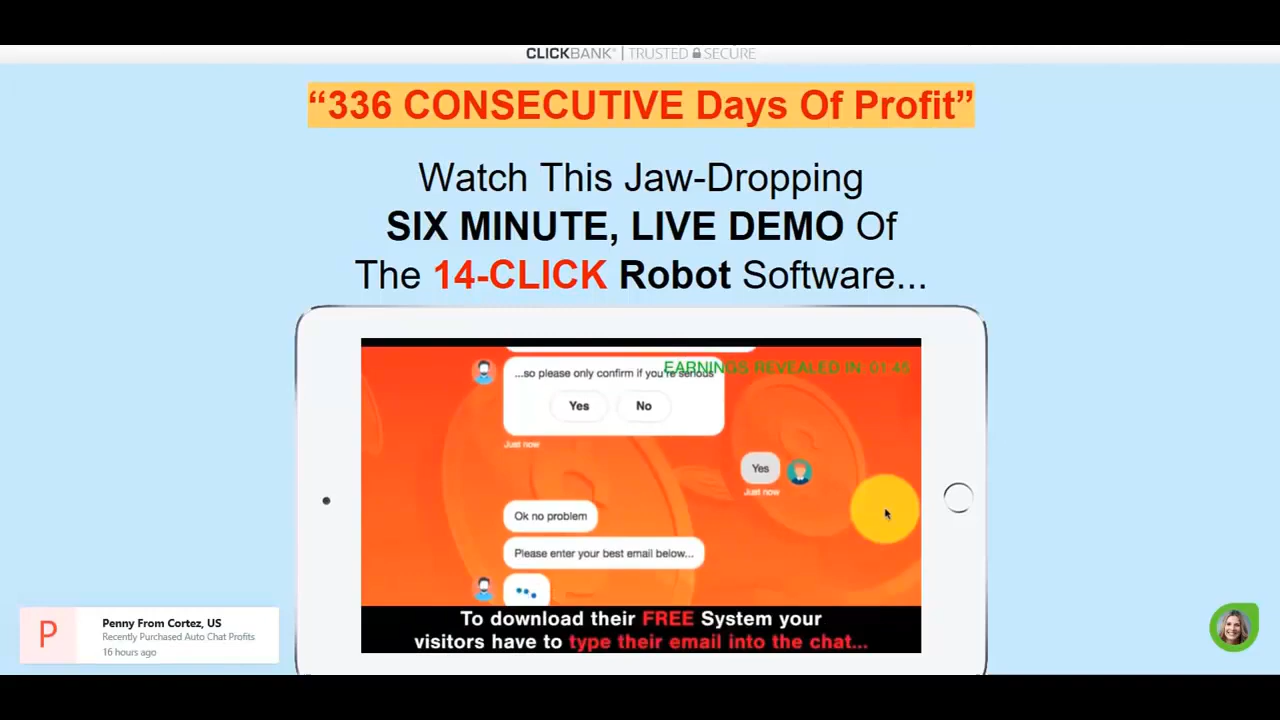 CLICKBANK® | TRUSTED SECURE
“336 CONSECUTIVE Days Of Profit”
Watch This Jaw-Dropping
SIX MINUTE, LIVE DEMO Of
The 14-CLICK Robot Software...
EARNINGS REVEALED IN 01:45
...so please only confirm if you're serious
Yes No
Just now
Yes
Just now
Ok no problem
Please enter your best email below...
To download their FREE System your
visitors have to type their email into the chat...
P
Penny From Cortez, US
Recently Purchased Auto Chat Profits
16 hours ago